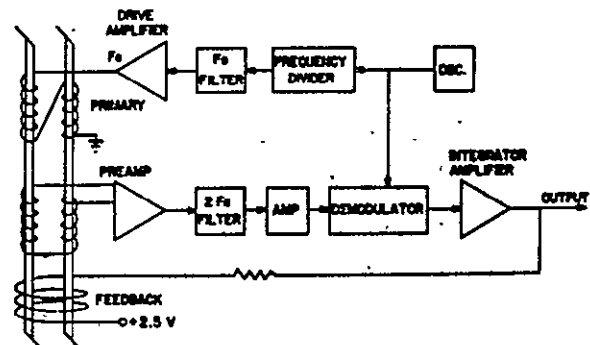 DRIVE
AMPLIFIER
Fo
Fo
FILTER
FREQUENCY
DIVIDER
OSC.
PRIMARY
PREAMP
2 Fo
FILTER
AMP
DEMODULATOR
INTEGRATOR
AMPLIFIER
OUTPUT
FEEDBACK
+2.5 V